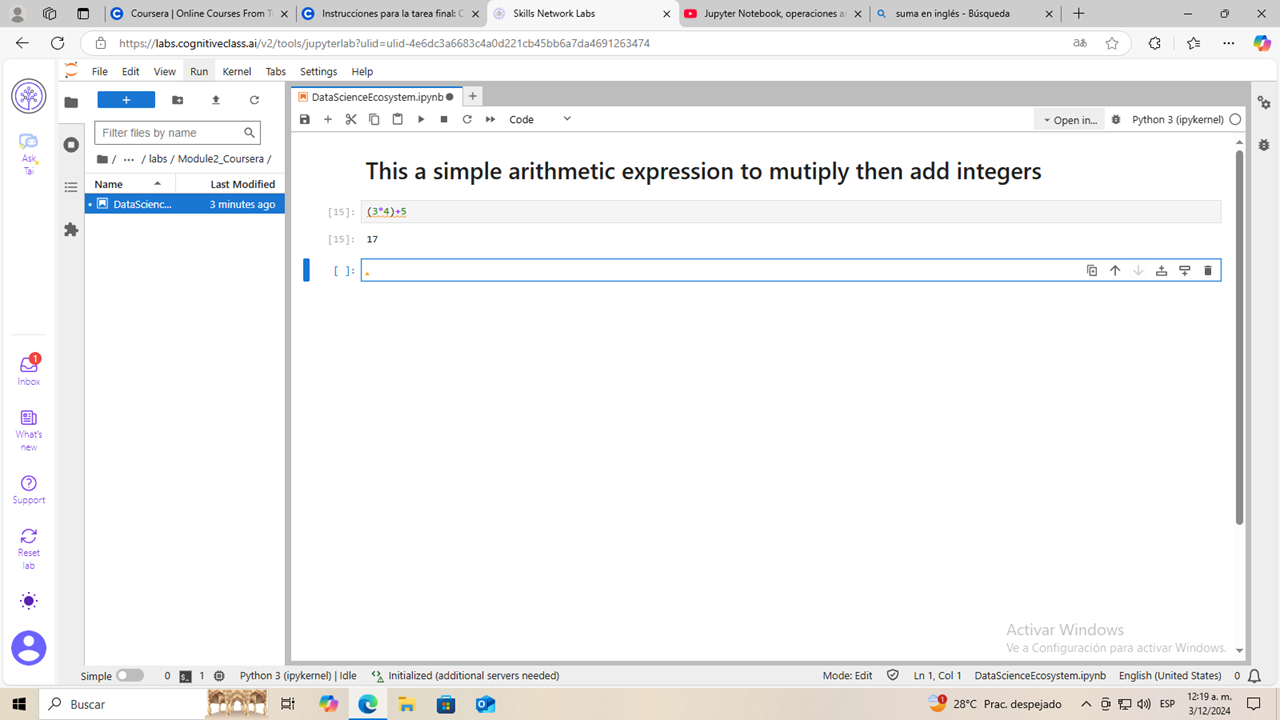 Coursera | Online Courses From T
Instrucciones para la tarea final: C
Skills Network Labs
Jupyter Notebook, operaciones ar
suma en inglés - Búsqueda
https://labs.cognitiveclass.ai/v2/tools/jupyterlab?ulid=ulid-4e6dc3a6683c4a0d221cb45bb6a7da4691263474
File Edit View Run Kernel Tabs Settings Help
DataScienceEcosystem.ipynb
Code
Open in...
Python 3 (ipykernel)
Ask
Tai
Filter files by name
/ ··· / labs / Module2_Coursera /
Name Last Modified
DataScienc... 3 minutes ago
This a simple arithmetic expression to mutiply then add integers
[15]: (3*4)+5
[15]: 17
[ ]:
1
Inbox
What's
new
Support
Reset
lab
Activar Windows
Ve a Configuración para activar Windows.
Simple 0 1 Python 3 (ipykernel) | Idle Initialized (additional servers needed) Mode: Edit Ln 1, Col 1 DataScienceEcosystem.ipynb English (United States) 0
Buscar
1
28°C Prac. despejado
ESP
12:19 a. m.
3/12/2024